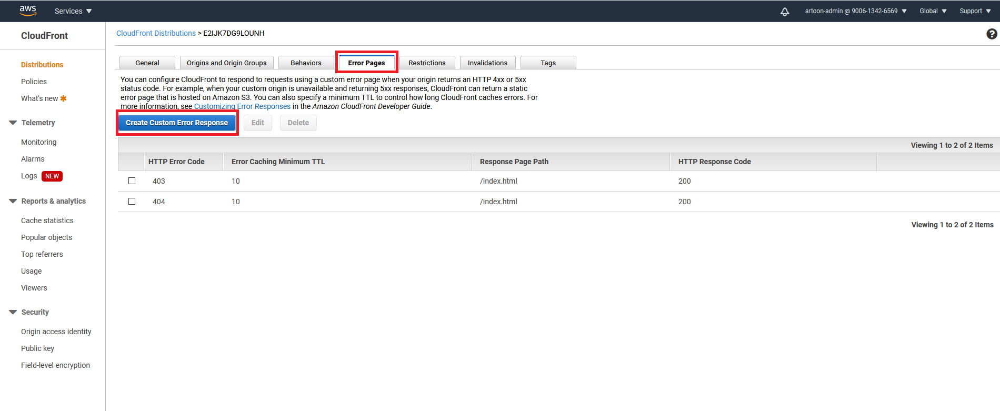 aws
Services
artoon-admin @ 9006-1342-6569
Global
Support
CloudFront
Distributions
Policies
What's new
Telemetry
Monitoring
Alarms
Logs NEW
Reports & analytics
Cache statistics
Popular objects
Top referrers
Usage
Viewers
Security
Origin access identity
Public key
Field-level encryption
CloudFront Distributions > E2IJK7DG9LOUNH
?
General
Origins and Origin Groups
Behaviors
Error Pages
Restrictions
Invalidations
Tags
You can configure CloudFront to respond to requests using a custom error page when your origin returns an HTTP 4xx or 5xx
status code. For example, when your custom origin is unavailable and returning 5xx responses, CloudFront can return a static
error page that is hosted on Amazon S3. You can also specify a minimum TTL to control how long CloudFront caches errors. For
more information, see Customizing Error Responses in the Amazon CloudFront Developer Guide.
Create Custom Error Response
Edit
Delete
Viewing 1 to 2 of 2 Items
HTTP Error Code Error Caching Minimum TTL Response Page Path HTTP Response Code
403 10 /index.html 200
404 10 /index.html 200
Viewing 1 to 2 of 2 Items